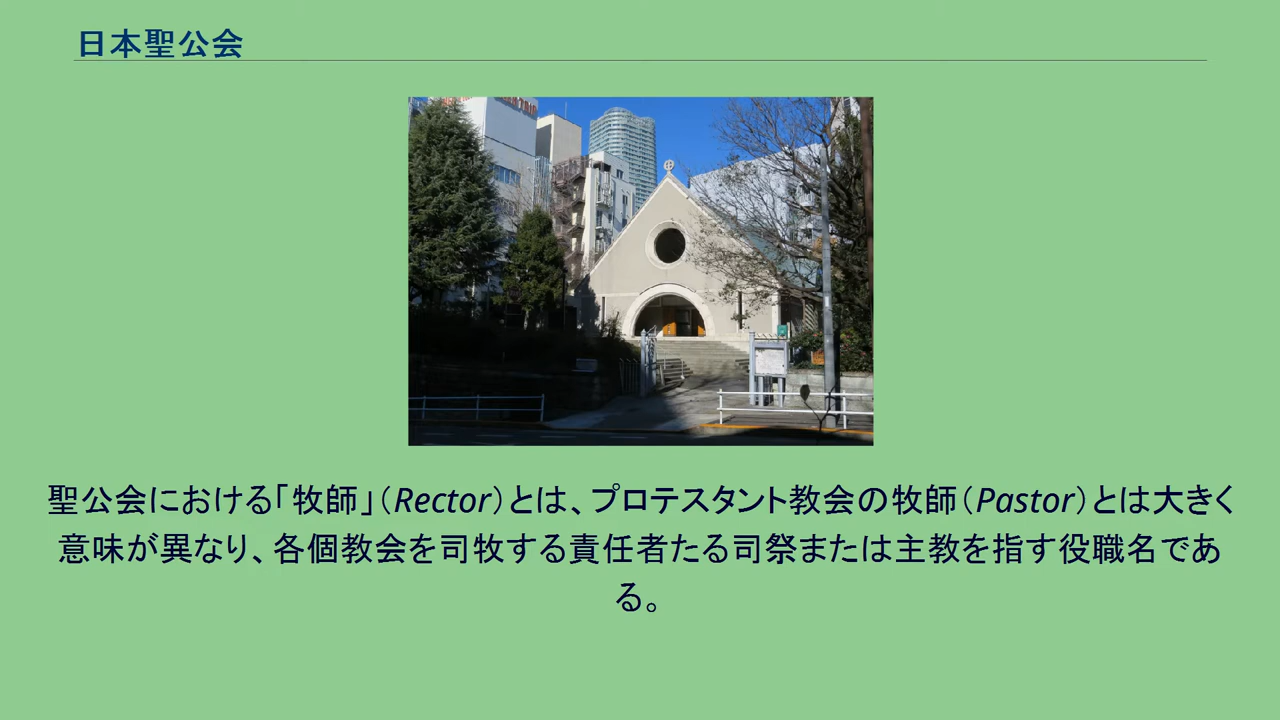 日本聖公会
聖公会における「牧師」（Rector）とは、プロテスタント教会の牧師（Pastor）とは大きく
意味が異なり、各個教会を司牧する責任者たる司祭または主教を指す役職名であ
る。